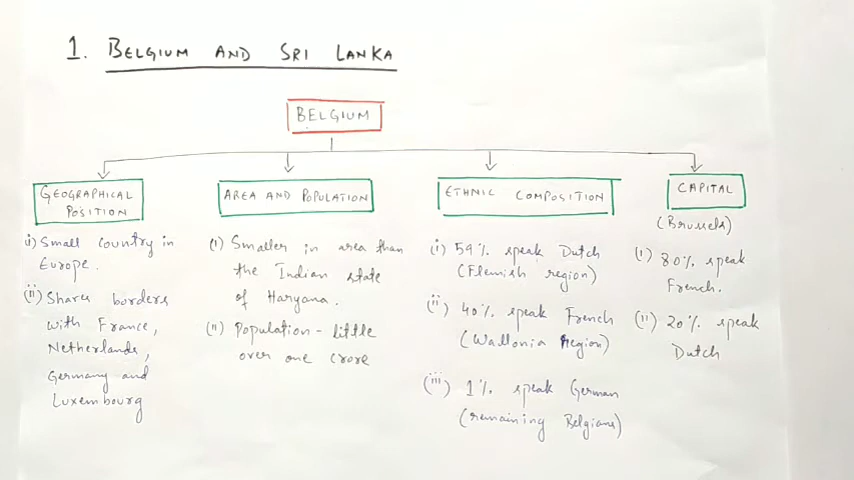 1. BELGIUM AND SRI LANKA
BELGIUM
GEOGRAPHICAL
POSITION
(i) Small country in
Europe.
(ii) Shares borders
with France,
Netherlands,
Germany and
Luxembourg
AREA AND POPULATION
(i) Smaller in area than
the Indian state
of Haryana.
(ii) Population - little
over one crore
ETHNIC COMPOSITION
(i) 59% speak Dutch
(Flemish region)
(ii) 40% speak French
(Wallonia Region)
(iii) 1% speak German
(remaining Belgians)
CAPITAL
(Brussels)
(i) 80% speak
French.
(ii) 20% speak
Dutch